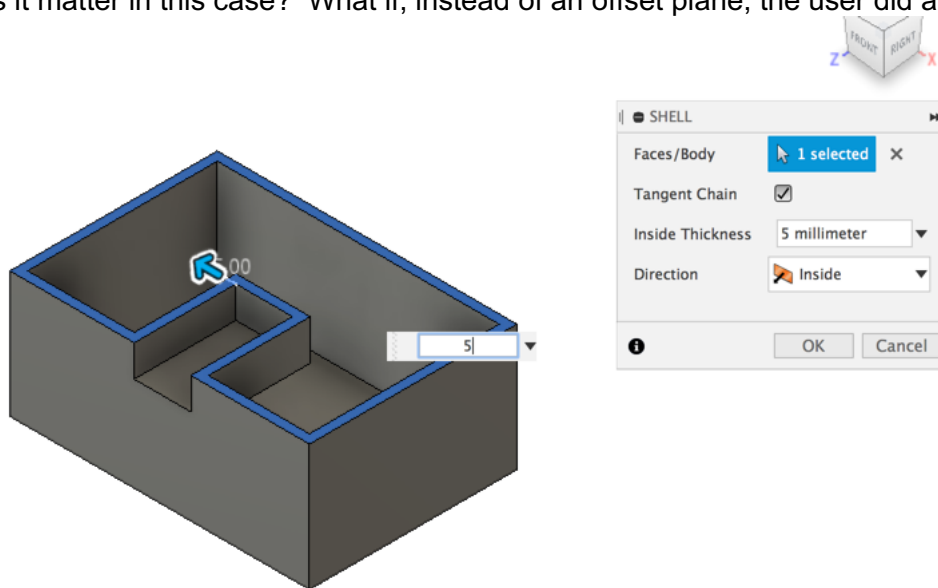 it matter in this case? What if, instead of an offset plane, the user did a
FRONT
RIGHT
Z
X
SHELL
Faces/Body
1 selected
Tangent Chain
Inside Thickness
5 millimeter
Direction
Inside
OK
Cancel
5.00
5